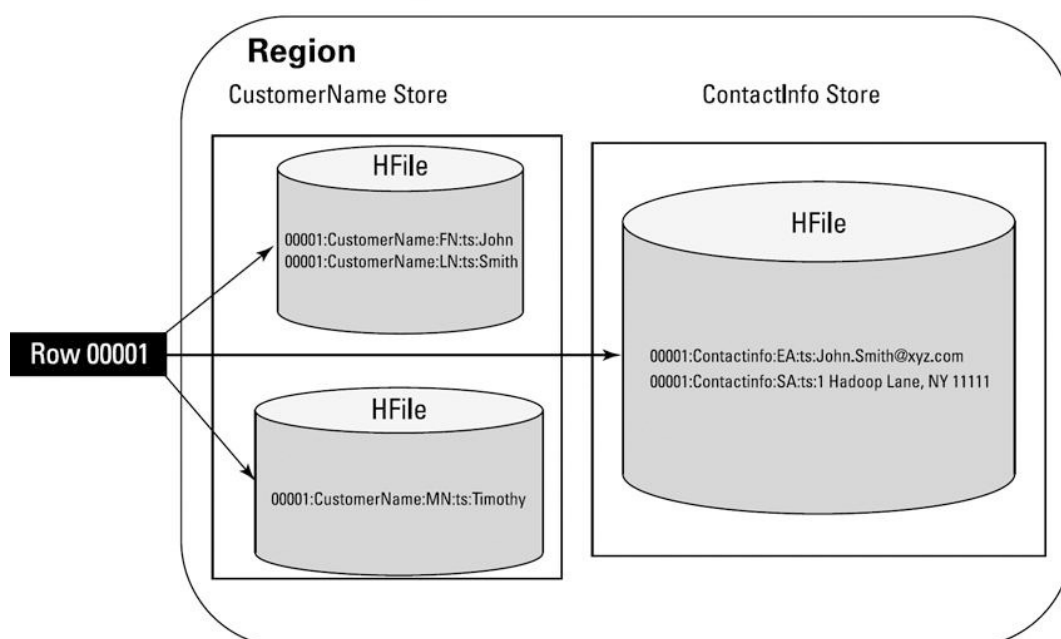 Region
CustomerName Store
ContactInfo Store
HFile
00001:CustomerName:FN:ts:John
00001:CustomerName:LN:ts:Smith
HFile
00001:Contactinfo:EA:ts:John.Smith@xyz.com
00001:Contactinfo:SA:ts:1 Hadoop Lane, NY 11111
Row 00001
HFile
00001:CustomerName:MN:ts:Timothy